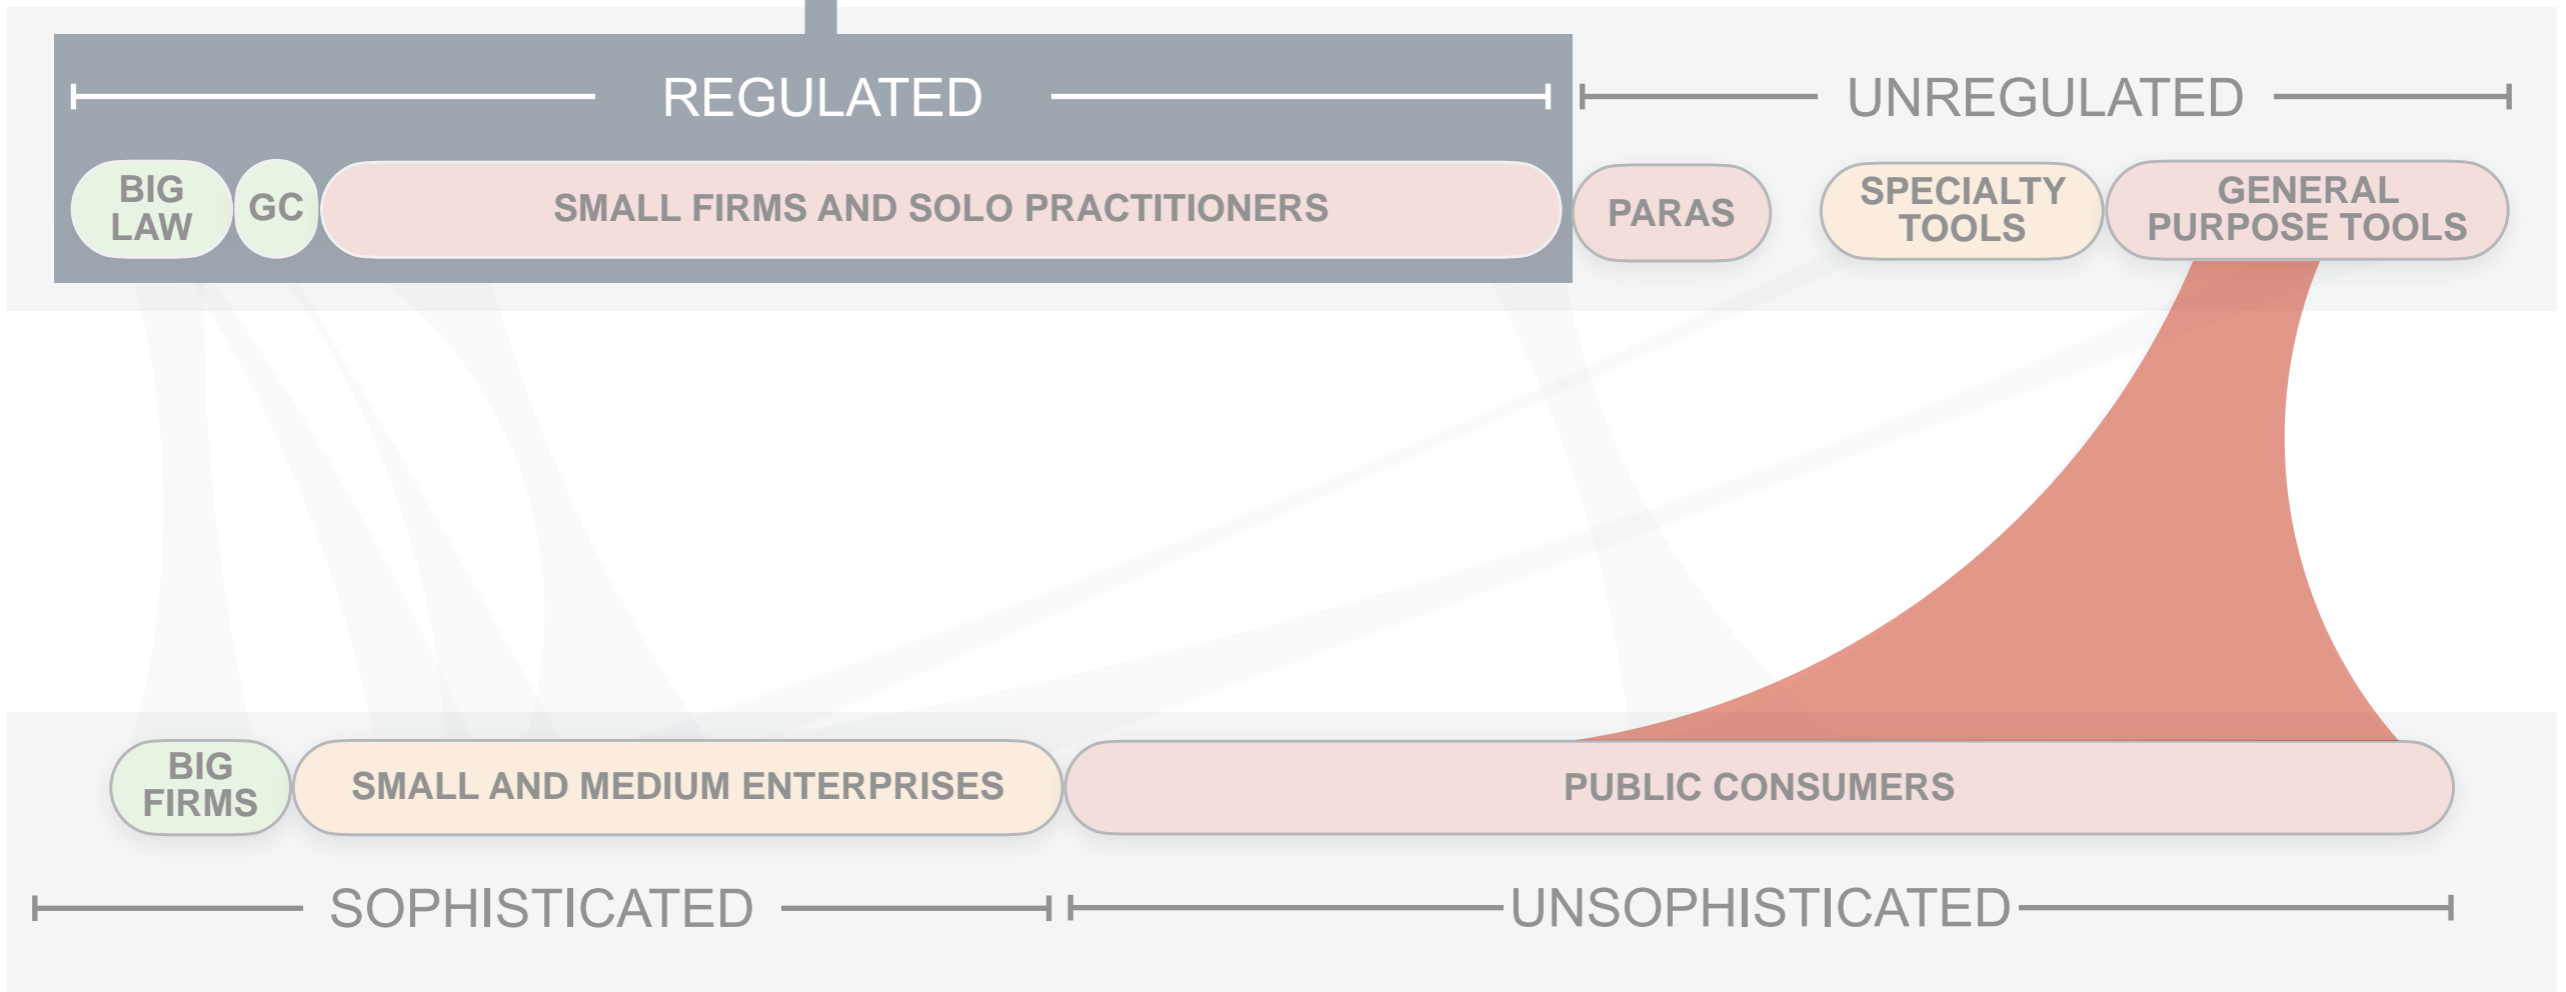 REGULATED
UNREGULATED
BIG
LAW
GC
SMALL FIRMS AND SOLO PRACTITIONERS
PARAS
SPECIALTY
TOOLS
GENERAL
PURPOSE TOOLS
BIG
FIRMS
SMALL AND MEDIUM ENTERPRISES
PUBLIC CONSUMERS
SOPHISTICATED
UNSOPHISTICATED